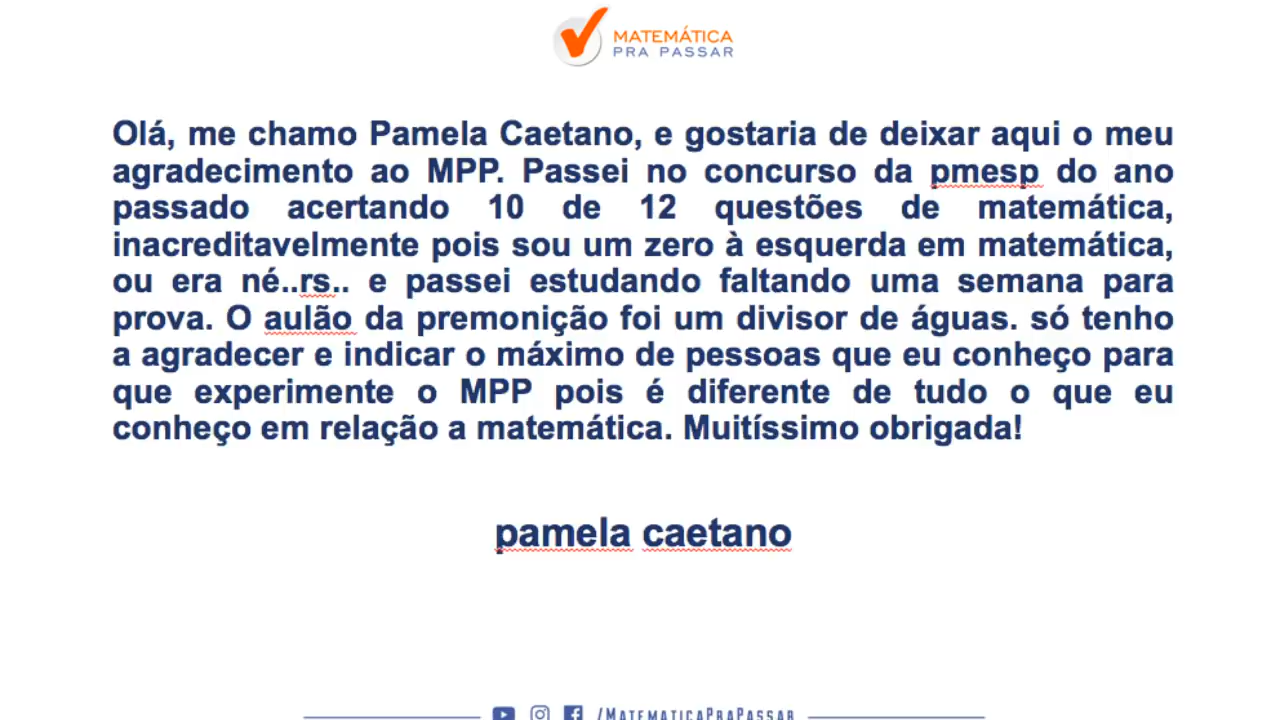 MATEMÁTICA
PRA PASSAR
Olá, me chamo Pamela Caetano, e gostaria de deixar aqui o meu
agradecimento ao MPP. Passei no concurso da pmesp do ano
passado acertando 10 de 12 questões de matemática,
inacreditavelmente pois sou um zero à esquerda em matemática,
ou era né..rs.. e passei estudando faltando uma semana para
prova. O aulão da premonição foi um divisor de águas. só tenho
a agradecer e indicar o máximo de pessoas que eu conheço para
que experimente o MPP pois é diferente de tudo o que eu
conheço em relação a matemática. Muitíssimo obrigada!
pamela caetano
/MATEMATICAPRAPASSAR